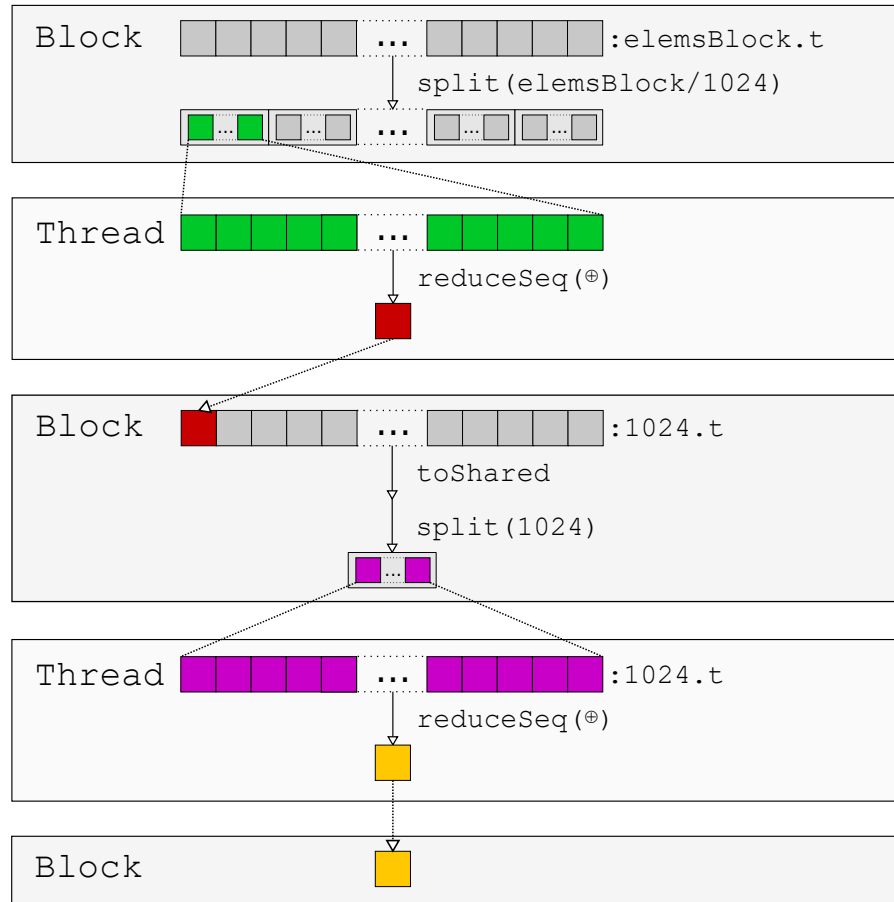 Block ... :elemsBlock.t
split(elemsBlock/1024)
... ... ... ... ...
Thread ...
reduceSeq(⊕)
Block ... :1024.t
toShared
split(1024)
...
Thread ... :1024.t
reduceSeq(⊕)
Block